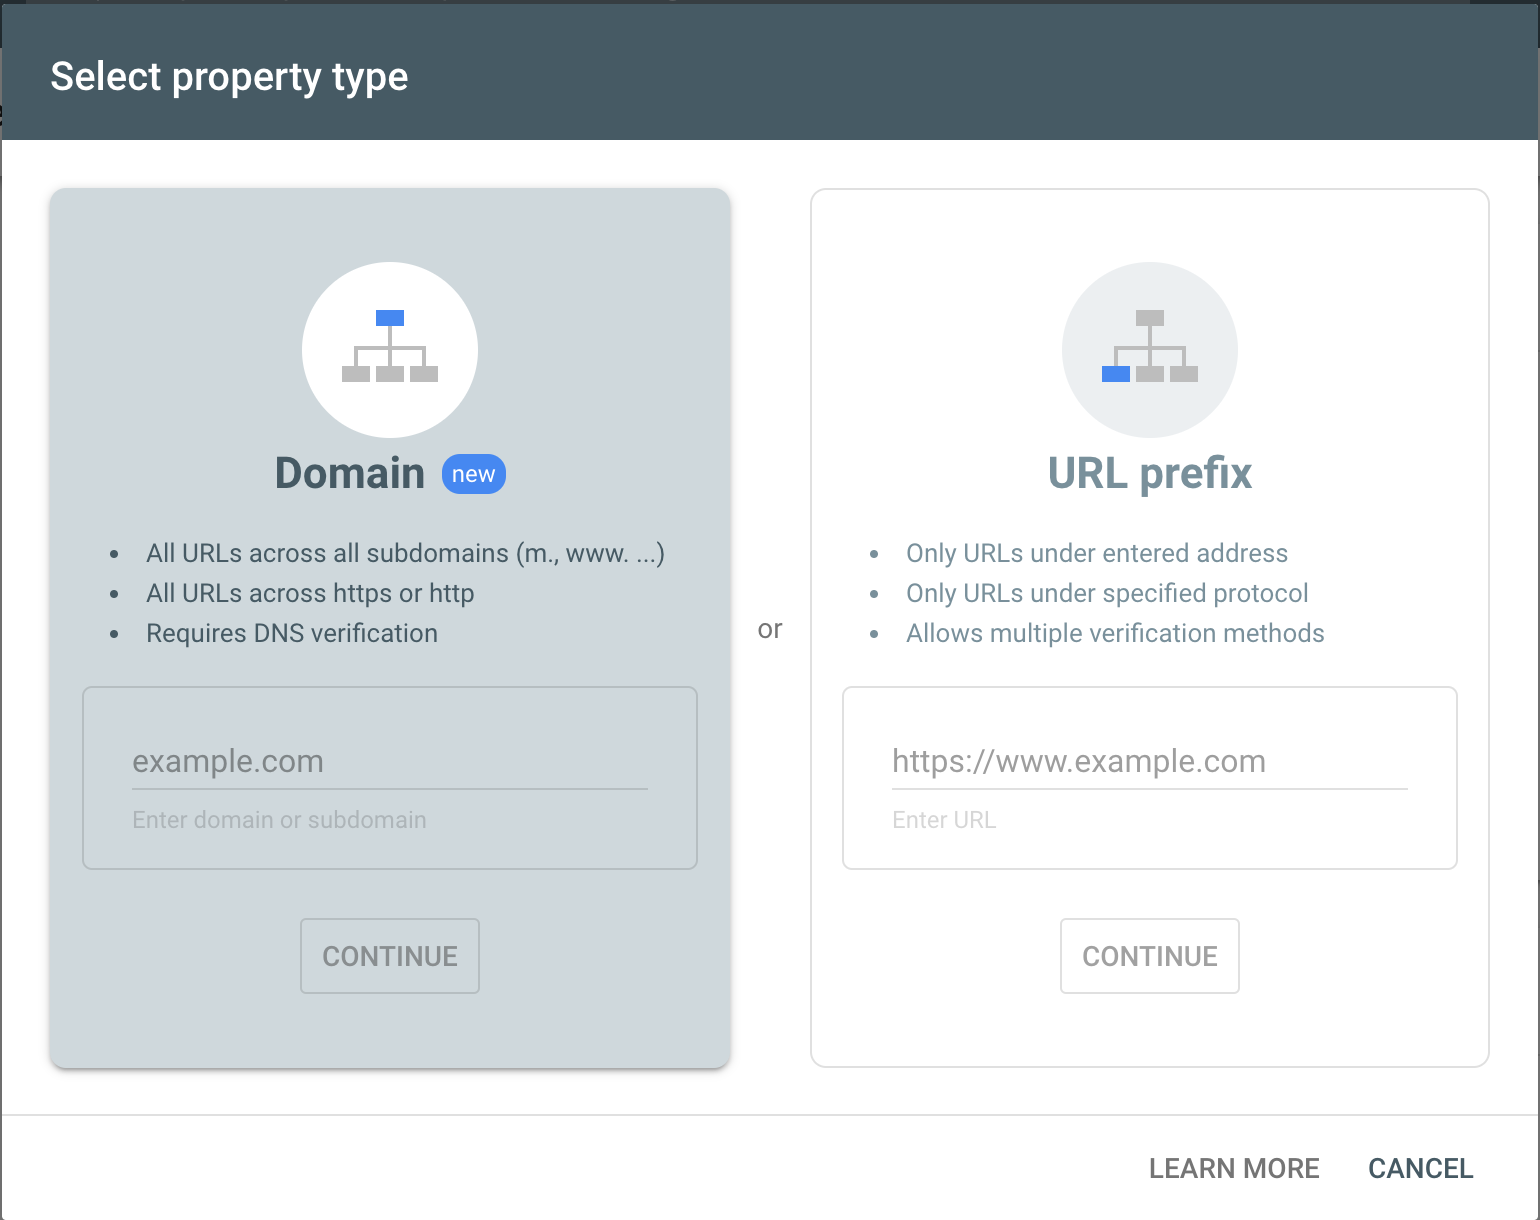 Select property type
Domain new
• All URLs across all subdomains (m., www. ...)
• All URLs across https or http
• Requires DNS verification
example.com
Enter domain or subdomain
CONTINUE
or
URL prefix
• Only URLs under entered address
• Only URLs under specified protocol
• Allows multiple verification methods
https://www.example.com
Enter URL
CONTINUE
LEARN MORE CANCEL